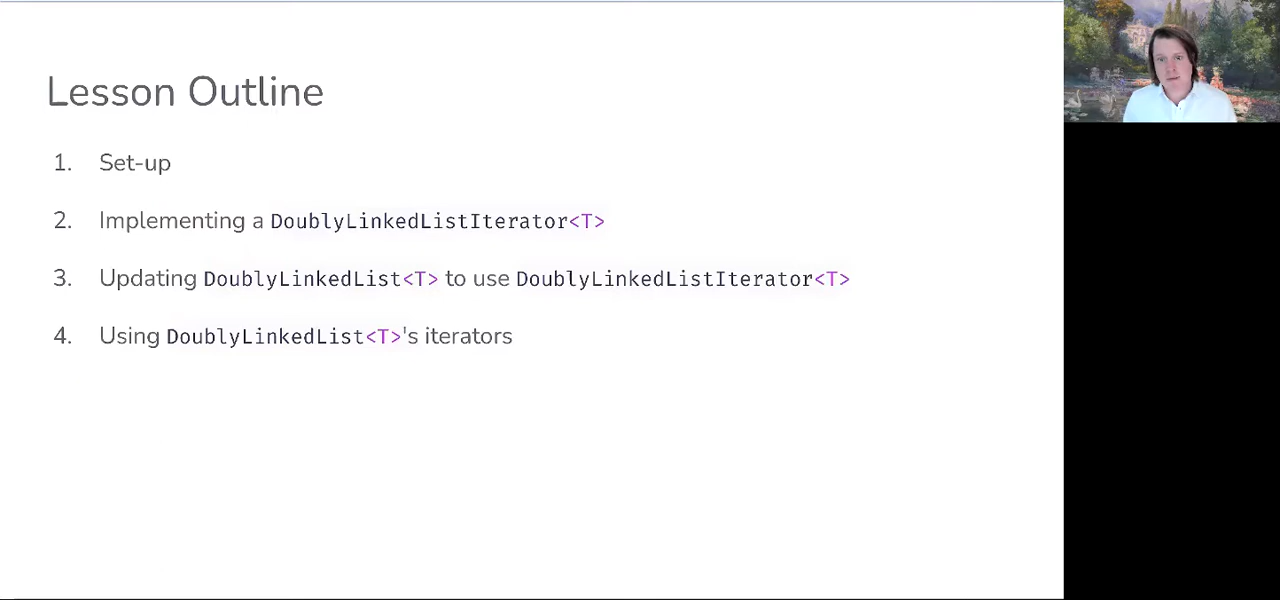 Lesson Outline
1. Set-up
2. Implementing a DoublyLinkedListIterator<T>
3. Updating DoublyLinkedList<T> to use DoublyLinkedListIterator<T>
4. Using DoublyLinkedList<T>'s iterators